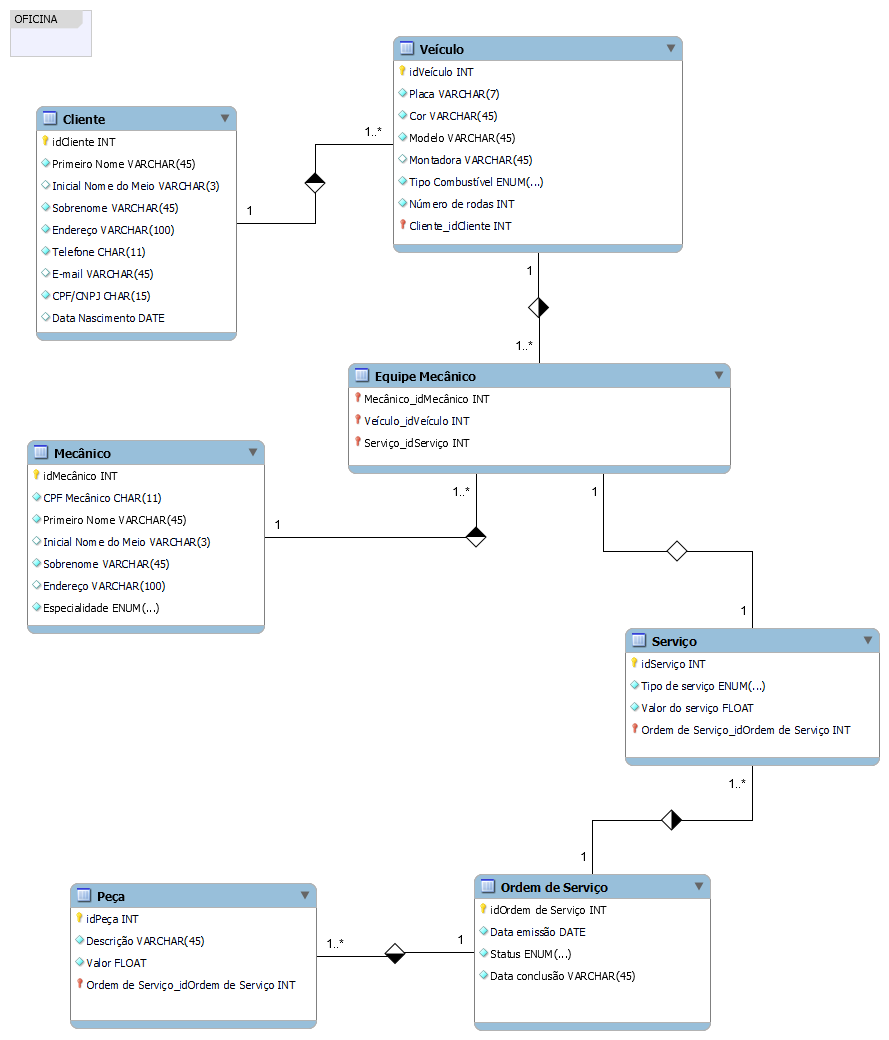 OFICINA
Veículo
idVeículo INT
Placa VARCHAR(7)
Cor VARCHAR(45)
Modelo VARCHAR(45)
Montadora VARCHAR(45)
Tipo Combustível ENUM(...)
Número de rodas INT
Cliente_idCliente INT
Cliente
idCliente INT
Primeiro Nome VARCHAR(45)
Inicial Nome do Meio VARCHAR(3)
Sobrenome VARCHAR(45)
Endereço VARCHAR(100)
Telefone CHAR(11)
E-mail VARCHAR(45)
CPF/CNPJ CHAR(15)
Data Nascimento DATE
1..*
1
1
1..*
Equipe Mecânico
Mecânico_idMecânico INT
Veículo_idVeículo INT
Serviço_idServiço INT
Mecânico
idMecânico INT
CPF Mecânico CHAR(11)
Primeiro Nome VARCHAR(45)
Inicial Nome do Meio VARCHAR(3)
Sobrenome VARCHAR(45)
Endereço VARCHAR(100)
Especialidade ENUM(...)
1..*
1
1
1
Serviço
idServiço INT
Tipo de serviço ENUM(...)
Valor do serviço FLOAT
Ordem de Serviço_idOrdem de Serviço INT
1..*
1
Ordem de Serviço
idOrdem de Serviço INT
Data emissão DATE
Status ENUM(...)
Data conclusão VARCHAR(45)
Peça
idPeça INT
Descrição VARCHAR(45)
Valor FLOAT
Ordem de Serviço_idOrdem de Serviço INT
1..*
1